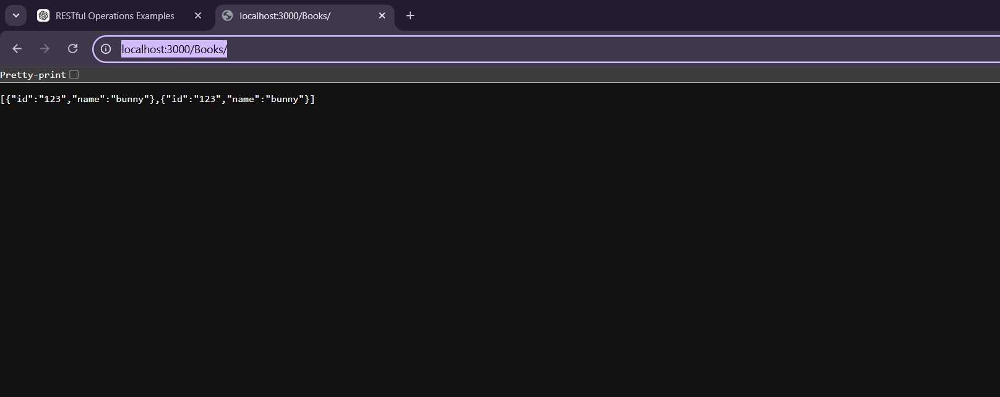 RESTful Operations Examples
localhost:3000/Books/
localhost:3000/Books/
Pretty-print
[{"id":"123","name":"bunny"},{"id":"123","name":"bunny"}]